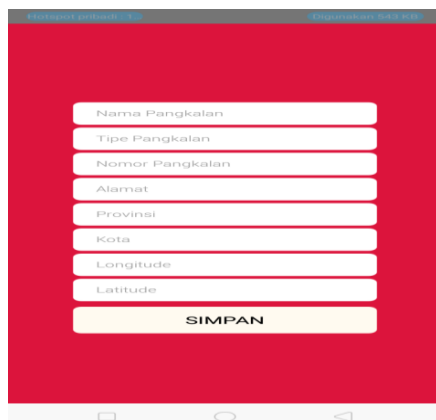 Hotspot pribadi : 1
Digunakan: 543 KB
Nama Pangkalan
Tipe Pangkalan
Nomor Pangkalan
Alamat
Provinsi
Kota
Longitude
Latitude
SIMPAN